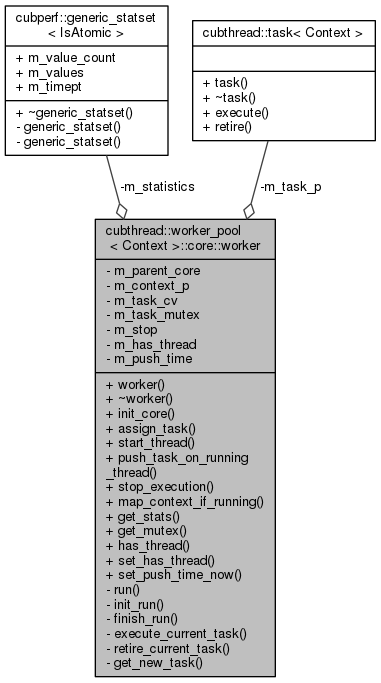 cubperf::generic_statset
< IsAtomic >
+ m_value_count
+ m_values
+ m_timept
+ ~generic_statset()
- generic_statset()
- generic_statset()
cubthread::task< Context >
+ task()
+ ~task()
+ execute()
+ retire()
-m_statistics
-m_task_p
cubthread::worker_pool
< Context >::core::worker
- m_parent_core
- m_context_p
- m_task_cv
- m_task_mutex
- m_stop
- m_has_thread
- m_push_time
+ worker()
+ ~worker()
+ init_core()
+ assign_task()
+ start_thread()
+ push_task_on_running
_thread()
+ stop_execution()
+ map_context_if_running()
+ get_stats()
+ get_mutex()
+ has_thread()
+ set_has_thread()
+ set_push_time_now()
- run()
- init_run()
- finish_run()
- execute_current_task()
- retire_current_task()
- get_new_task()